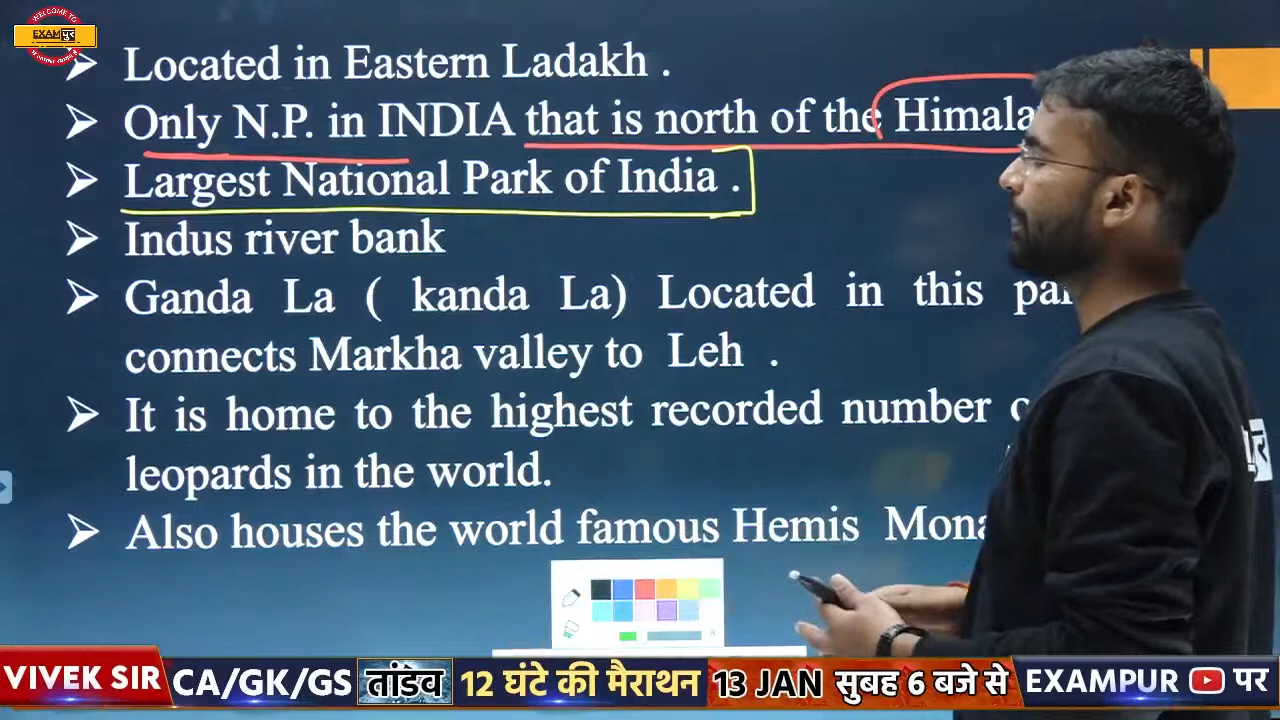 WELCOME TO
EXAMपुर
Located in Eastern Ladakh .
Only N.P. in INDIA that is north of the Himala
Largest National Park of India .
Indus river bank
Ganda La ( kanda La) Located in this par
connects Markha valley to Leh .
It is home to the highest recorded number
leopards in the world.
Also houses the world famous Hemis Mona
VIVEK SIR CA/GK/GS तांडव 12 घंटे की मैराथन 13 JAN सुबह 6 बजे से EXAMPUR पर